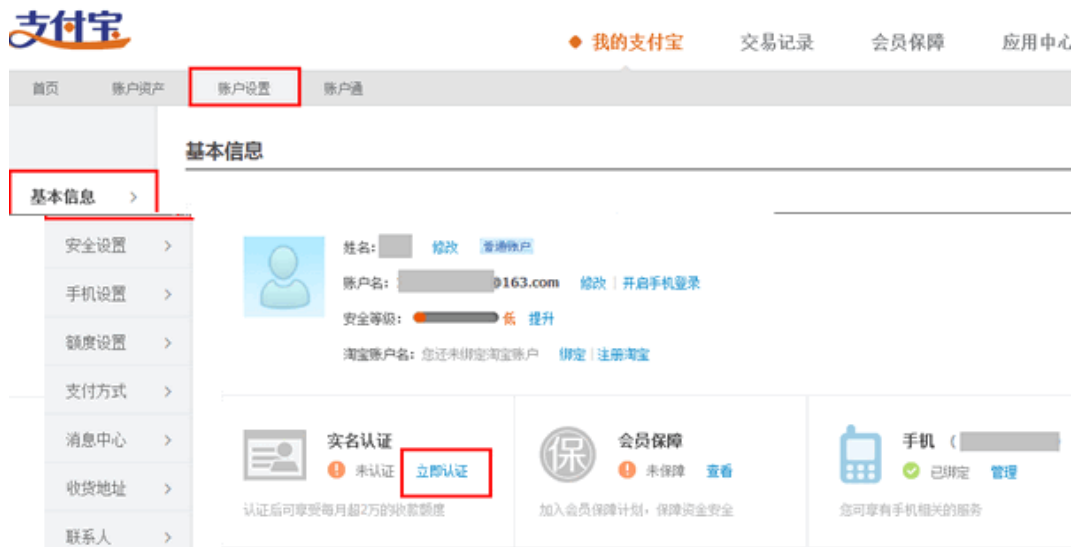 支付宝
我的支付宝 交易记录 会员保障 应用中心
首页 账户资产 账户设置 账户通
基本信息
基本信息 >
安全设置 >
手机设置 >
额度设置 >
支付方式 >
消息中心 >
收货地址 >
联系人 >
姓名: 修改 普通账户
账户名: @163.com 修改 | 开启手机登录
安全等级: 低 提升
淘宝账户名: 您还未绑定淘宝账户 绑定 | 注册淘宝
实名认证
未认证 立即认证
认证后可享受每月超2万的收款额度
会员保障
未保障 查看
加入会员保障计划，保障资金安全
手机 (
已绑定 管理
您可享有手机相关的服务